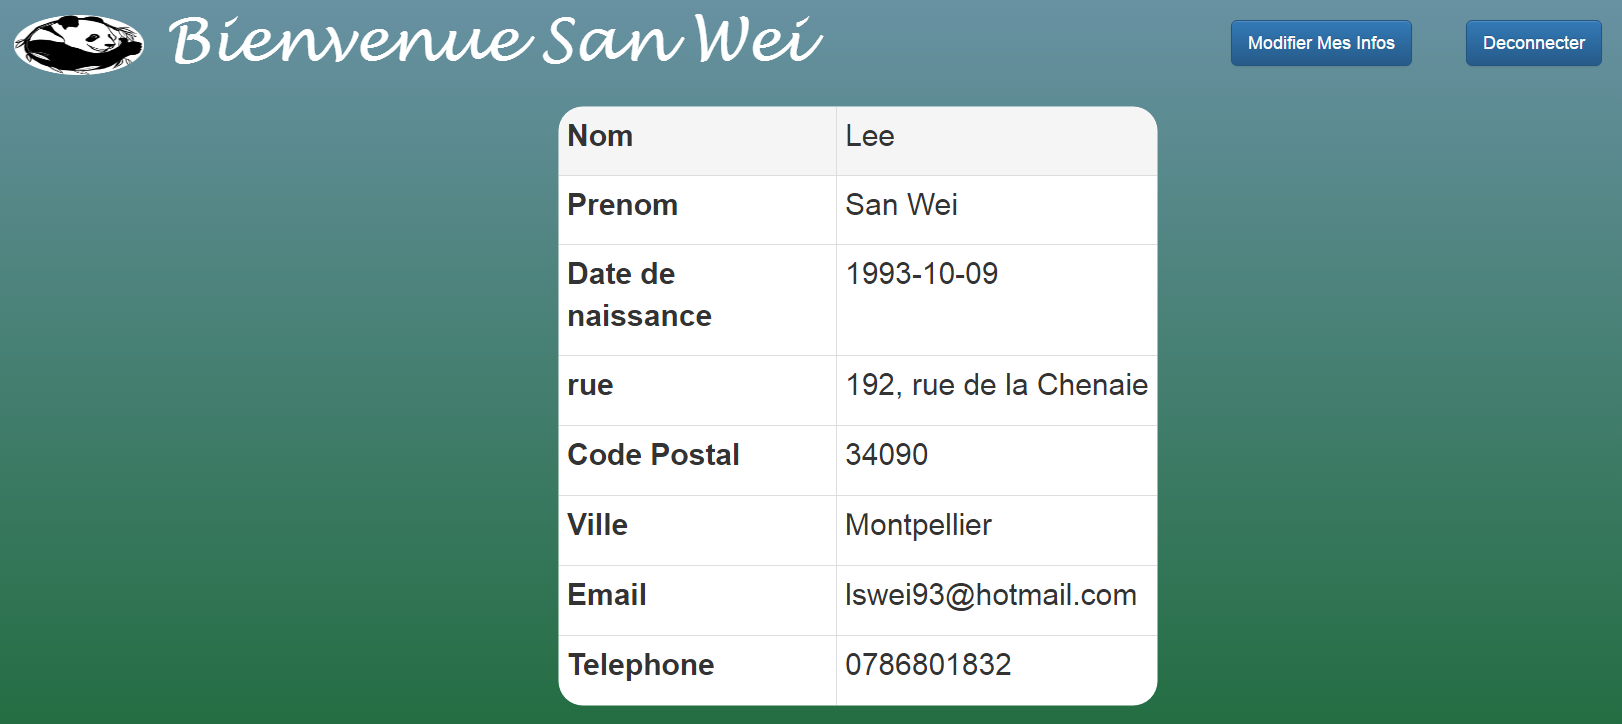 Bienvenue San Wei
Modifier Mes Infos
Deconnecter
Nom Lee
Prenom San Wei
Date de 1993-10-09
naissance
rue 192, rue de la Chenaie
Code Postal 34090
Ville Montpellier
Email lswei93@hotmail.com
Telephone 0786801832